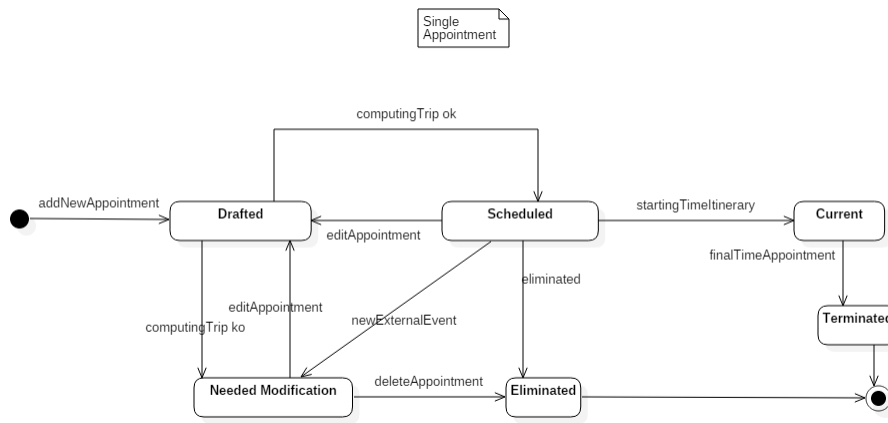 Single
Appointment
computingTrip ok
addNewAppointment
Drafted
Scheduled
startingTimeItinerary
Current
editAppointment
finalTimeAppointment
eliminated
editAppointment
newExternalEvent
computingTrip ko
Terminated
Needed Modification
deleteAppointment
Eliminated